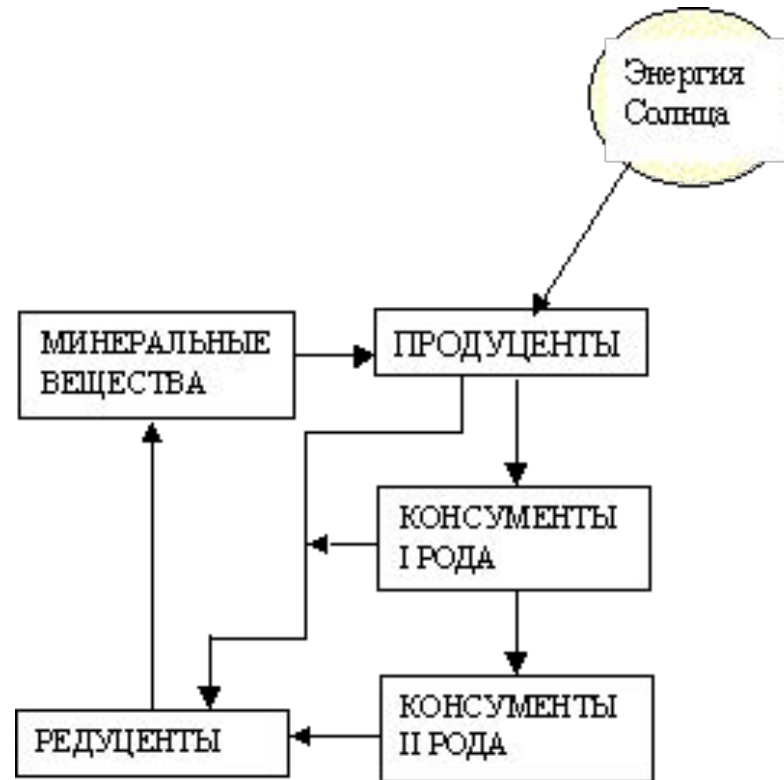 Энергия
Солнца
МИНЕРАЛЬНЫЕ
ВЕЩЕСТВА
ПРОДУЦЕНТЫ
КОНСУМЕНТЫ
I РОДА
КОНСУМЕНТЫ
II РОДА
РЕДУЦЕНТЫ